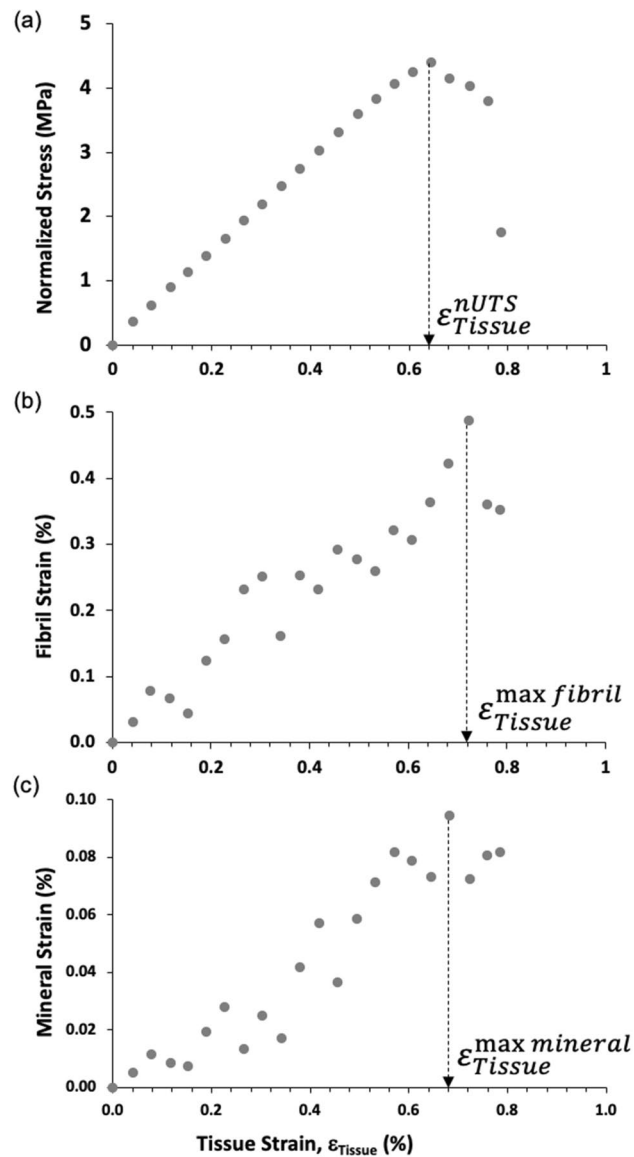 (a)
Normalized Stress (MPa)
5
4
3
2
1
0
0 0.2 0.4 0.6 0.8 1
ε nUTS Tissue
(b)
Fibril Strain (%)
0.5
0.4
0.3
0.2
0.1
0.0
0 0.2 0.4 0.6 0.8 1
ε max fibril Tissue
(c)
Mineral Strain (%)
0.10
0.08
0.06
0.04
0.02
0.00
0.0 0.2 0.4 0.6 0.8 1.0
ε max mineral Tissue
Tissue Strain, εTissue (%)